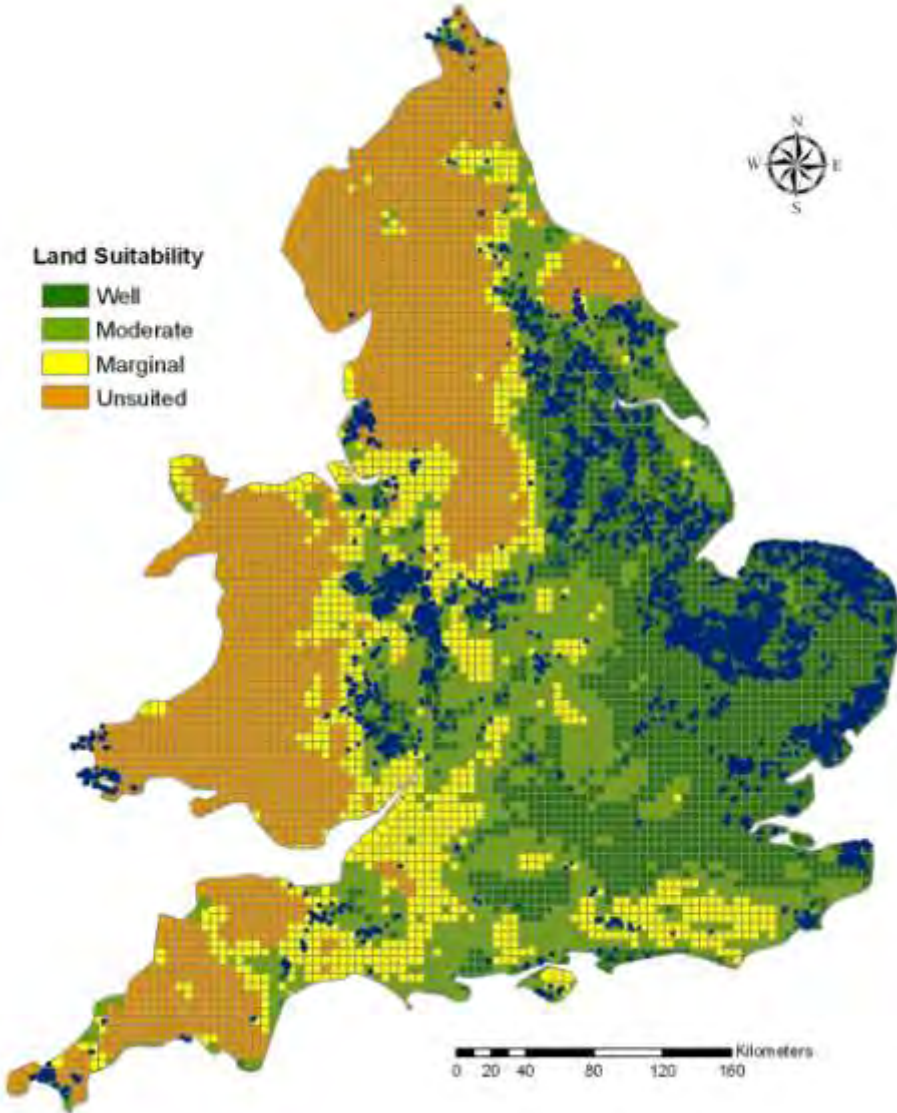 N
W E
S
Land Suitability
Well
Moderate
Marginal
Unsuited
Kilometers
0 20 40 80 120 160